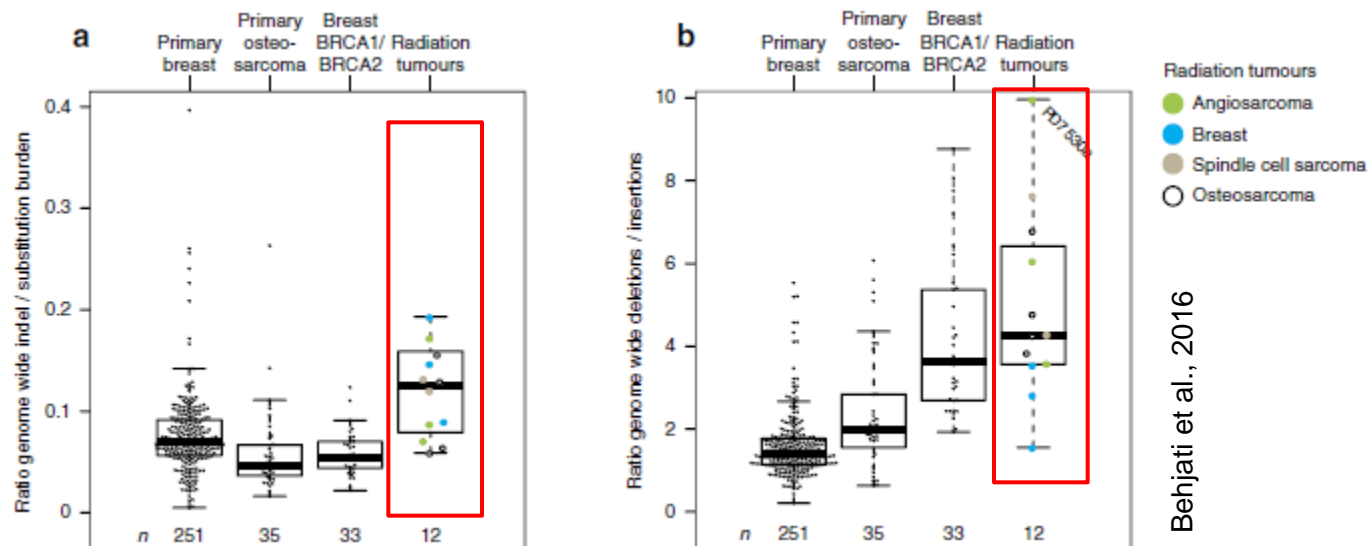 a
Primary
breast
Primary
osteo-
sarcoma
Breast
BRCA1/
BRCA2
Radiation
tumours
Ratio genome wide indel / substitution burden
0.4
0.3
0.2
0.1
0
n 251 35 33 12
b
Primary
breast
Primary
osteo-
sarcoma
Breast
BRCA1/
BRCA2
Radiation
tumours
Ratio genome wide deletions / insertions
10
8
6
4
2
0
PD7530a
n 251 35 33 12
Radiation tumours
Angiosarcoma
Breast
Spindle cell sarcoma
Osteosarcoma
Behjati et al., 2016